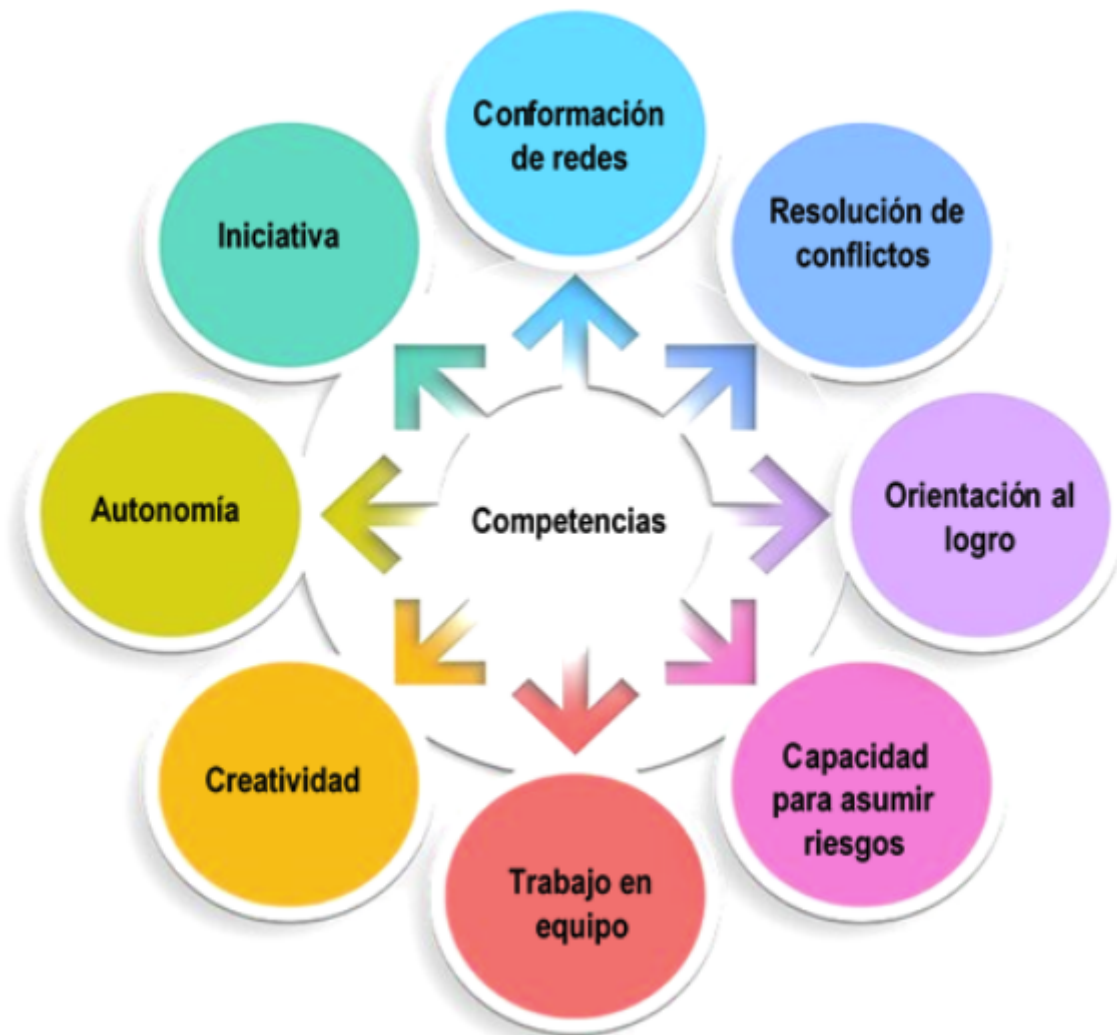 Conformación
de redes
Resolución de
conflictos
Orientación al
logro
Capacidad
para asumir
riesgos
Trabajo en
equipo
Creatividad
Autonomía
Iniciativa
Competencias